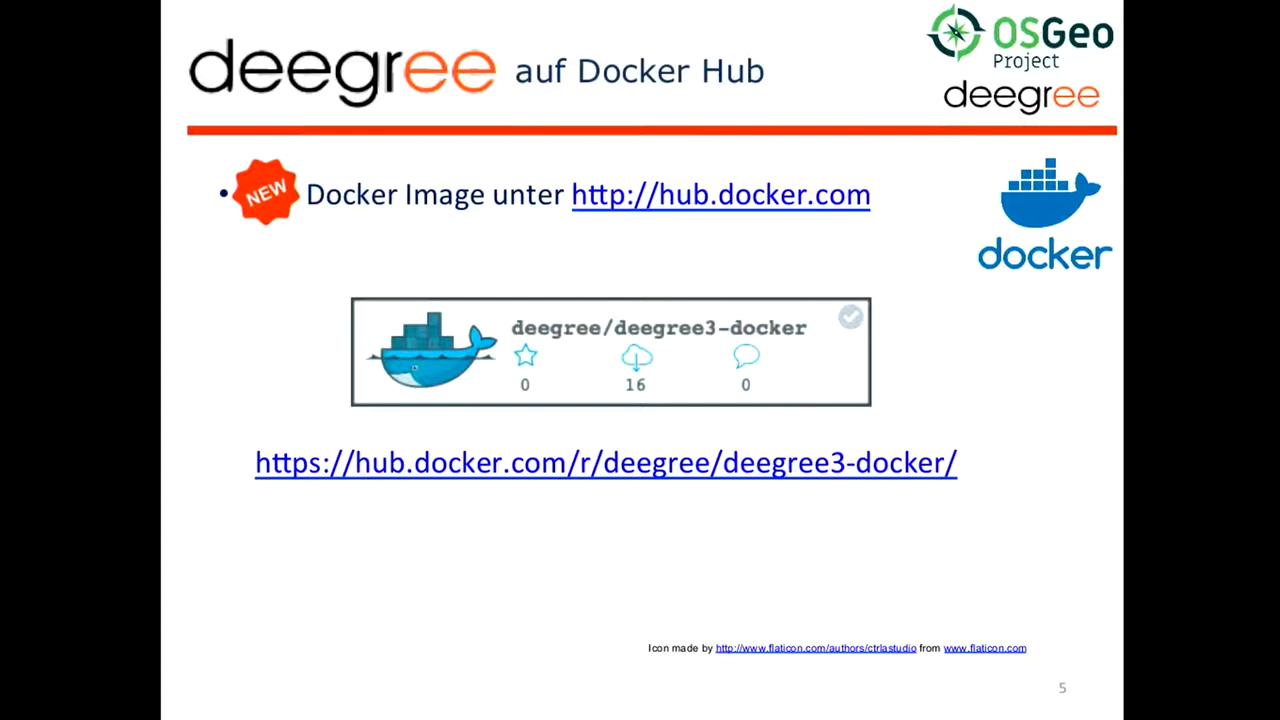 deegree auf Docker Hub
OSGeo
Project
deegree
• NEW Docker Image unter http://hub.docker.com
docker
deegree/deegree3-docker
0 16 0
https://hub.docker.com/r/deegree/deegree3-docker/
Icon made by http://www.flaticon.com/authors/ctrlastudio from www.flaticon.com
5